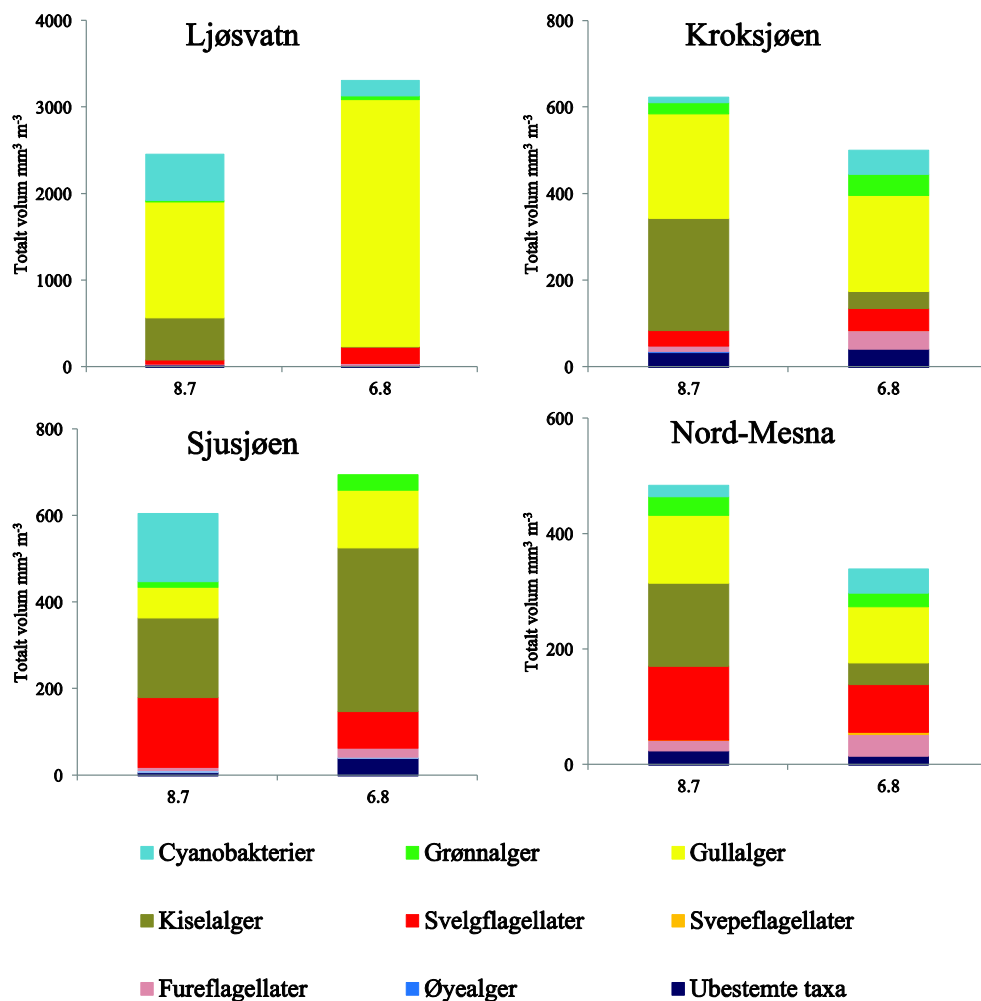 Ljøsvatn
Totalt volum mm³ m⁻³
4000
3000
2000
1000
0
8.7
6.8
Kroksjøen
Totalt volum mm³ m⁻³
800
600
400
200
0
8.7
6.8
Sjusjøen
Totalt volum mm³ m⁻³
800
600
400
200
0
8.7
6.8
Nord-Mesna
Totalt volum mm³ m⁻³
600
400
200
0
8.7
6.8
Cyanobakterier
Grønnalger
Gullalger
Kiselalger
Svelgflagellater
Svepeflagellater
Fureflagellater
Øyealger
Ubestemte taxa